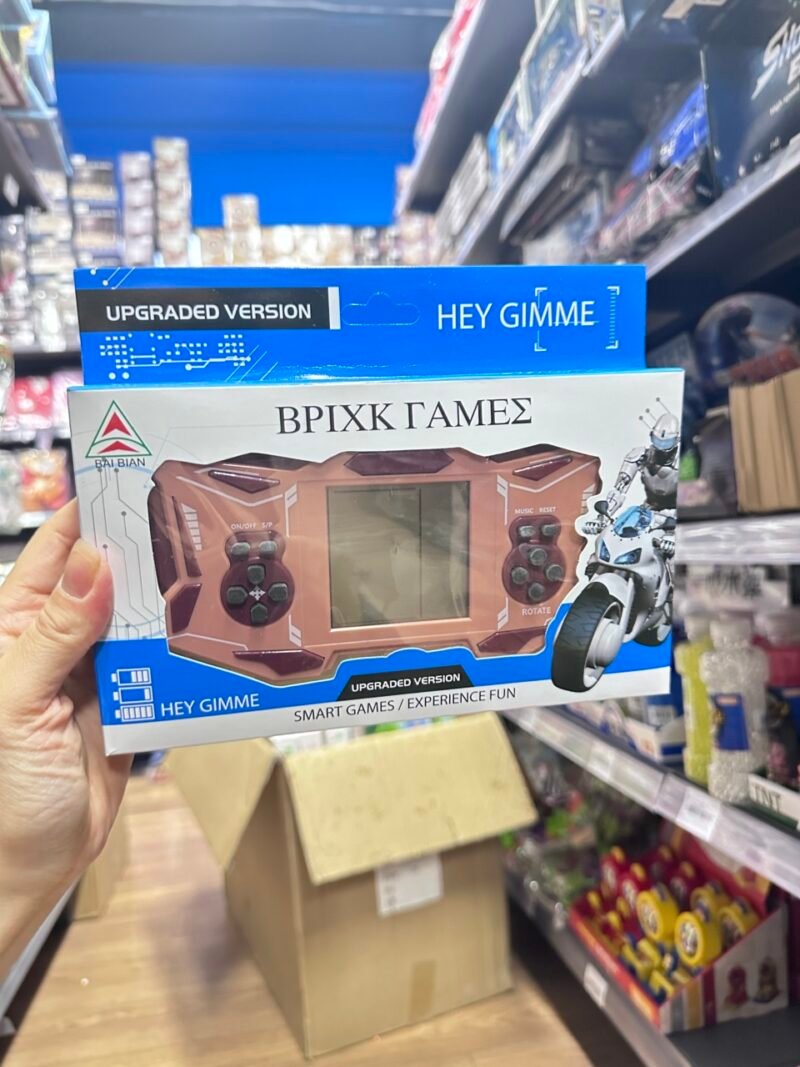 UPGRADED VERSION
HEY GIMME
ΒΡΙΧΚ ΓΑΜΕΣ
BAI BIAN
ON/OFF S/P
MUSIC RESET
ROTATE
UPGRADED VERSION
HEY GIMME
SMART GAMES / EXPERIENCE FUN
TNT